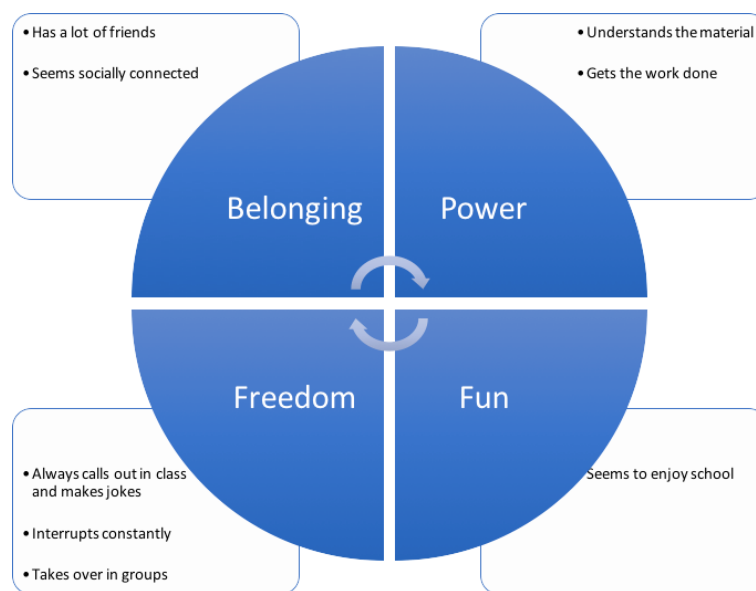 • Has a lot of friends
• Seems socially connected
• Understands the material
• Gets the work done
Belonging
Power
Freedom
Fun
• Always calls out in class
and makes jokes
• Interrupts constantly
• Takes over in groups
Seems to enjoy school